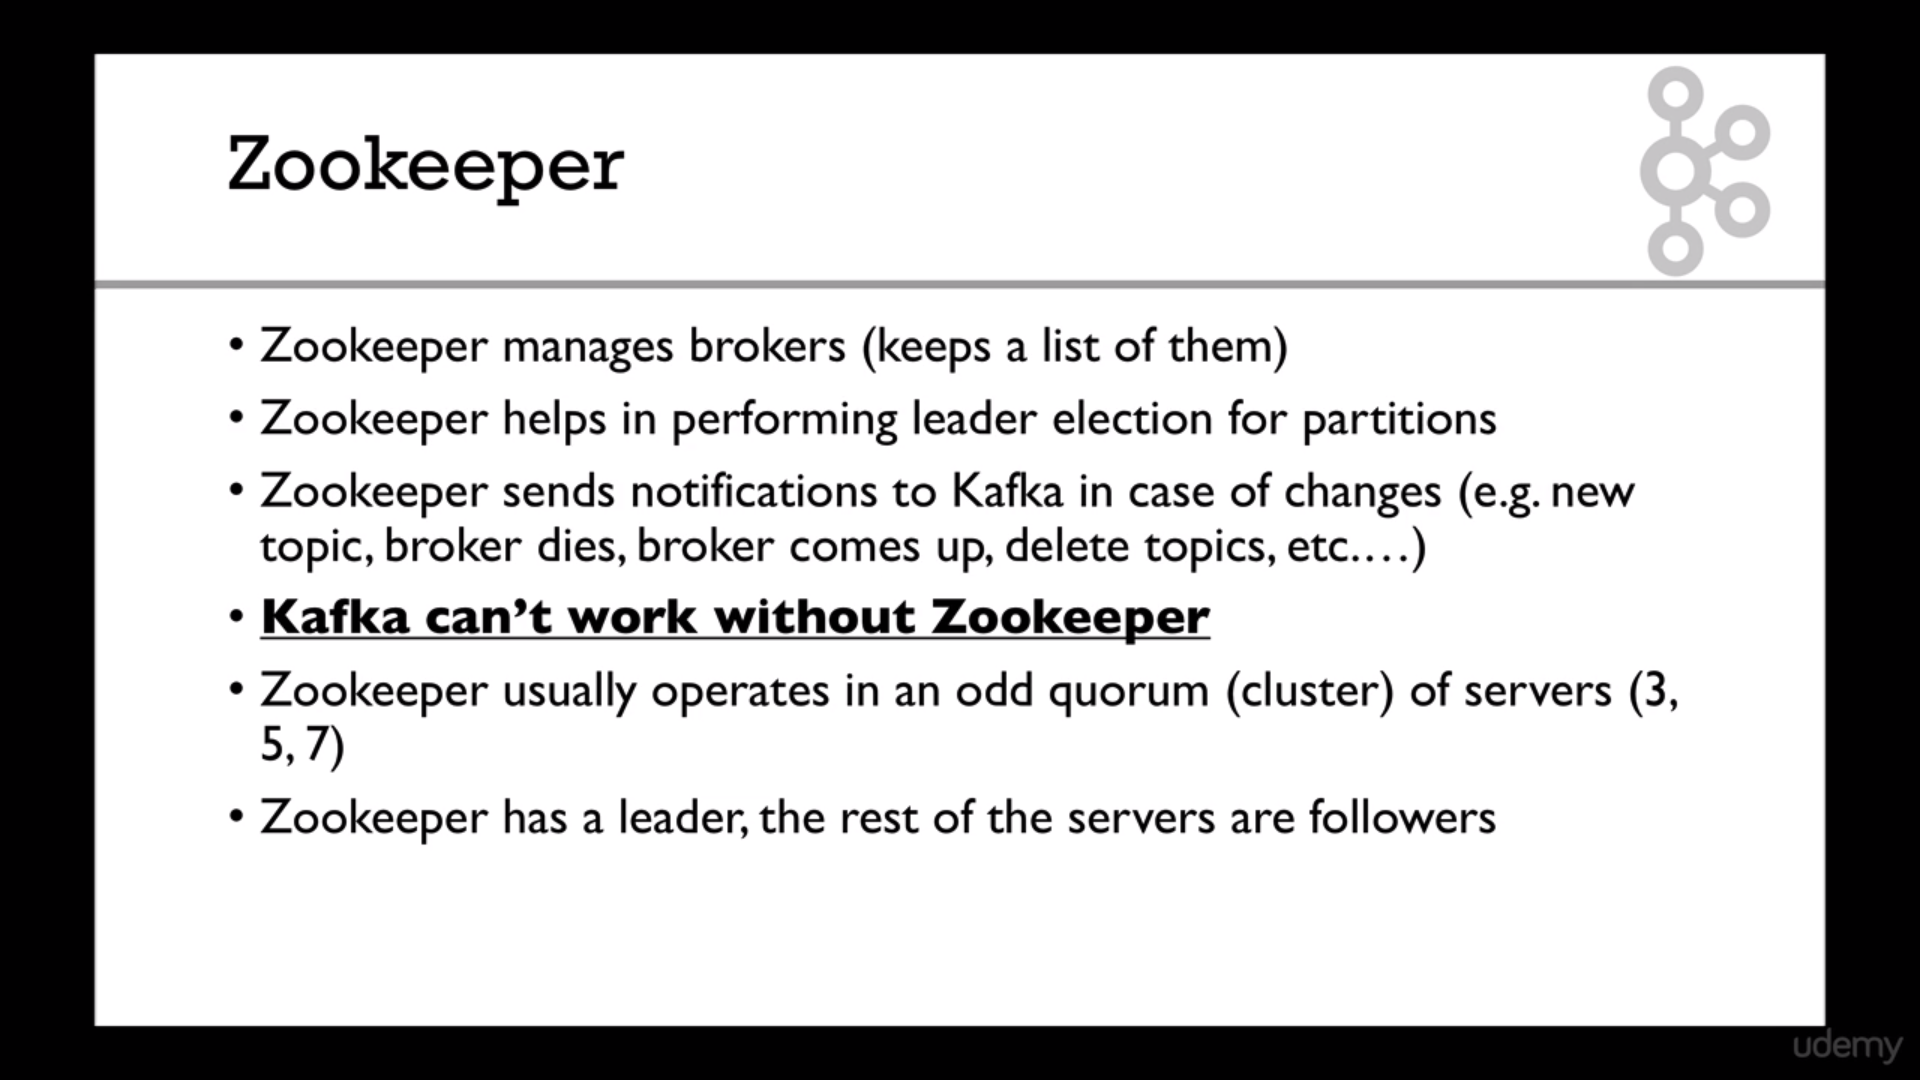 Zookeeper
• Zookeeper manages brokers (keeps a list of them)
• Zookeeper helps in performing leader election for partitions
• Zookeeper sends notifications to Kafka in case of changes (e.g. new
topic, broker dies, broker comes up, delete topics, etc.…)
• Kafka can’t work without Zookeeper
• Zookeeper usually operates in an odd quorum (cluster) of servers (3,
5, 7)
• Zookeeper has a leader, the rest of the servers are followers
udemy